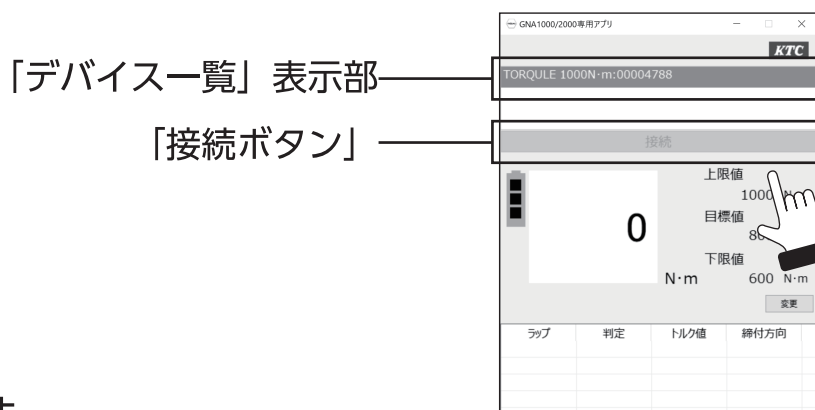 GNA1000/2000専用アプリ
KTC
「デバイス一覧」表示部
TORQULE 1000N·m:00004788
「接続ボタン」
接続
上限値
1000
0
目標値
下限値
N·m
600 N·m
変更
ラップ 判定 トルク値 締付方向